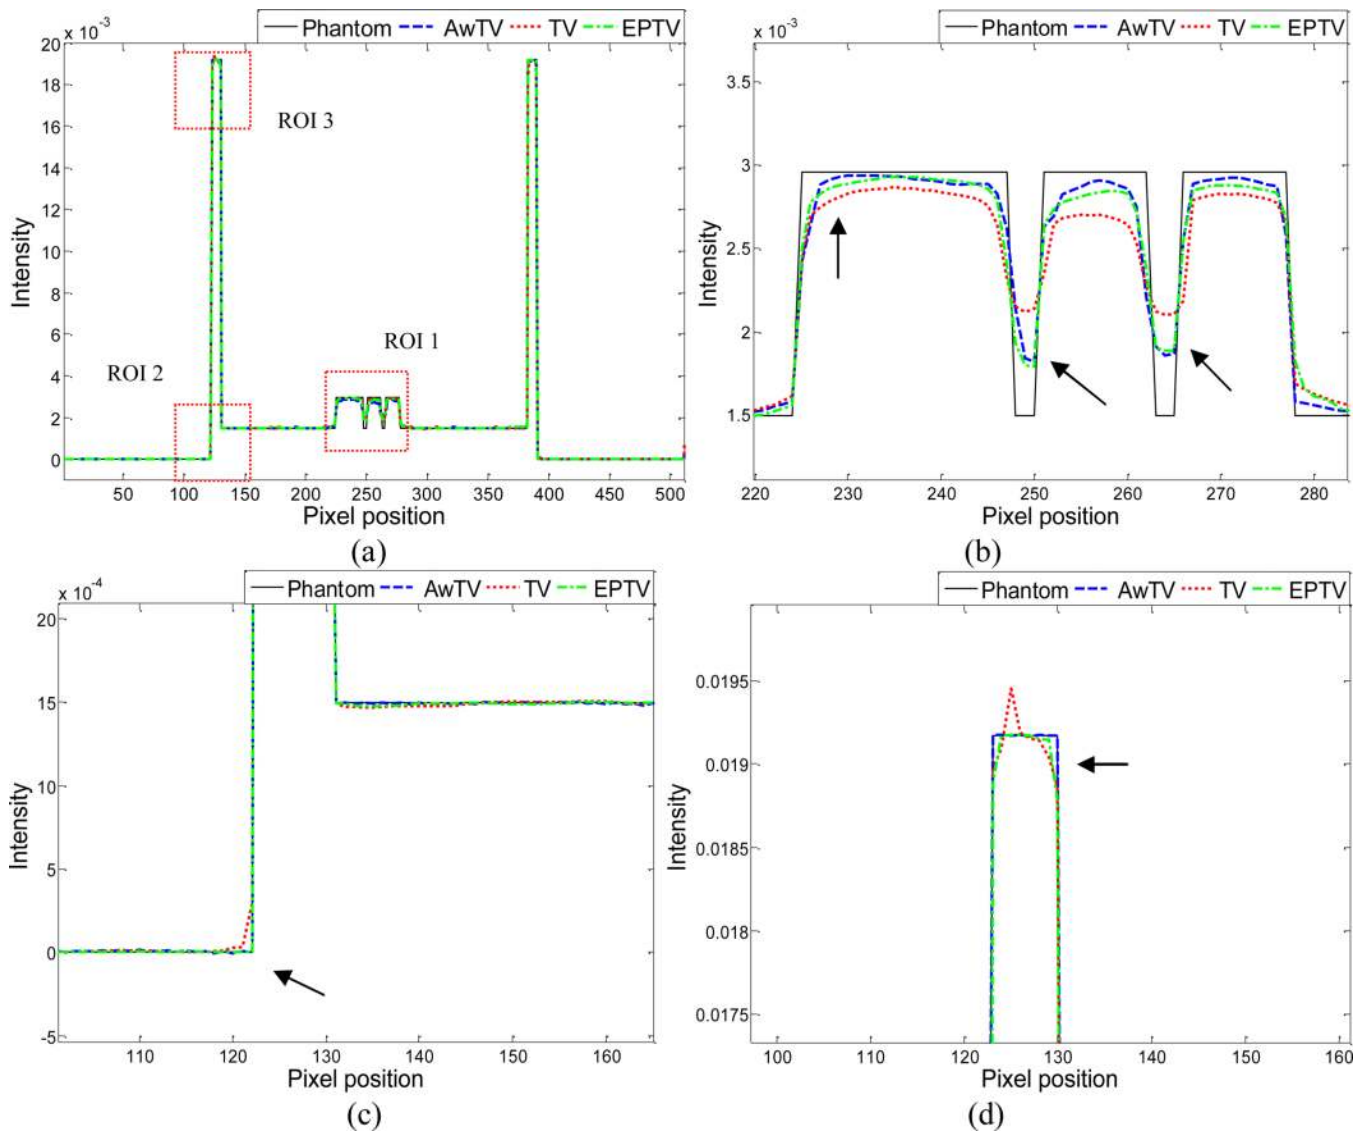 x 10⁻³
Phantom AwTV TV EPTV
20
18
16
14
12
10
8
6
4
2
0
Intensity
ROI 3
ROI 1
ROI 2
50 100 150 200 250 300 350 400 450 500
Pixel position
(a)
x 10⁻³
Phantom AwTV TV EPTV
3.5
3
2.5
2
1.5
Intensity
220 230 240 250 260 270 280
Pixel position
(b)
x 10⁻⁴
Phantom AwTV TV EPTV
20
15
10
5
0
-5
Intensity
110 120 130 140 150 160
Pixel position
(c)
Phantom AwTV TV EPTV
0.0195
0.019
0.0185
0.018
0.0175
Intensity
100 110 120 130 140 150 160
Pixel position
(d)